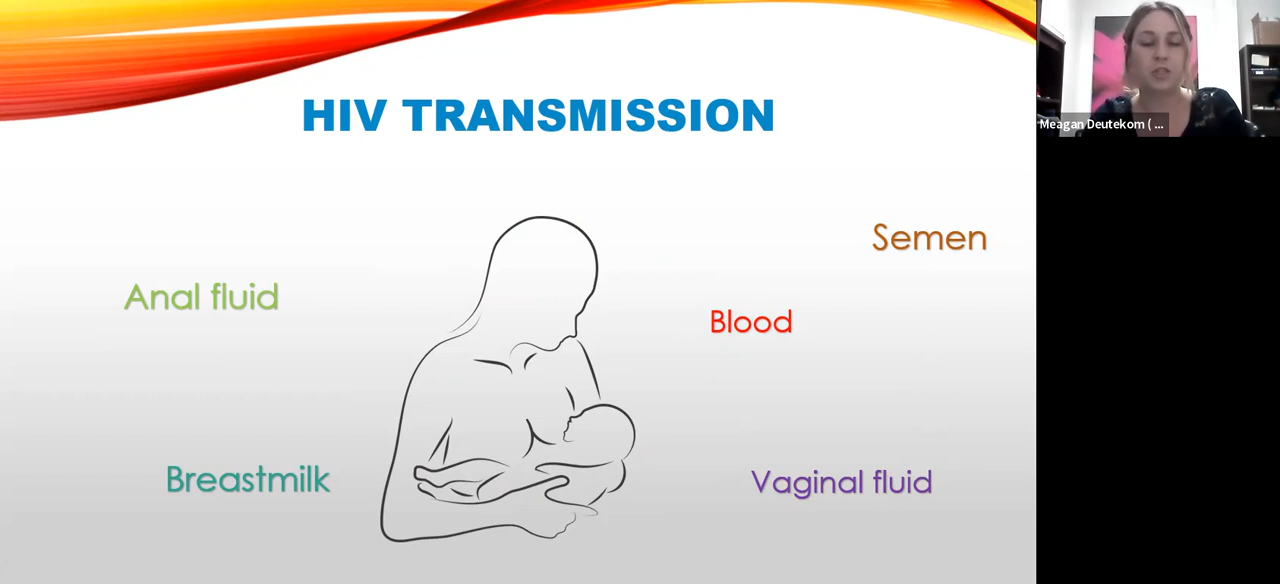 HIV TRANSMISSION
Semen
Anal fluid
Blood
Breastmilk
Vaginal fluid
Meagan Deutekom ( ...